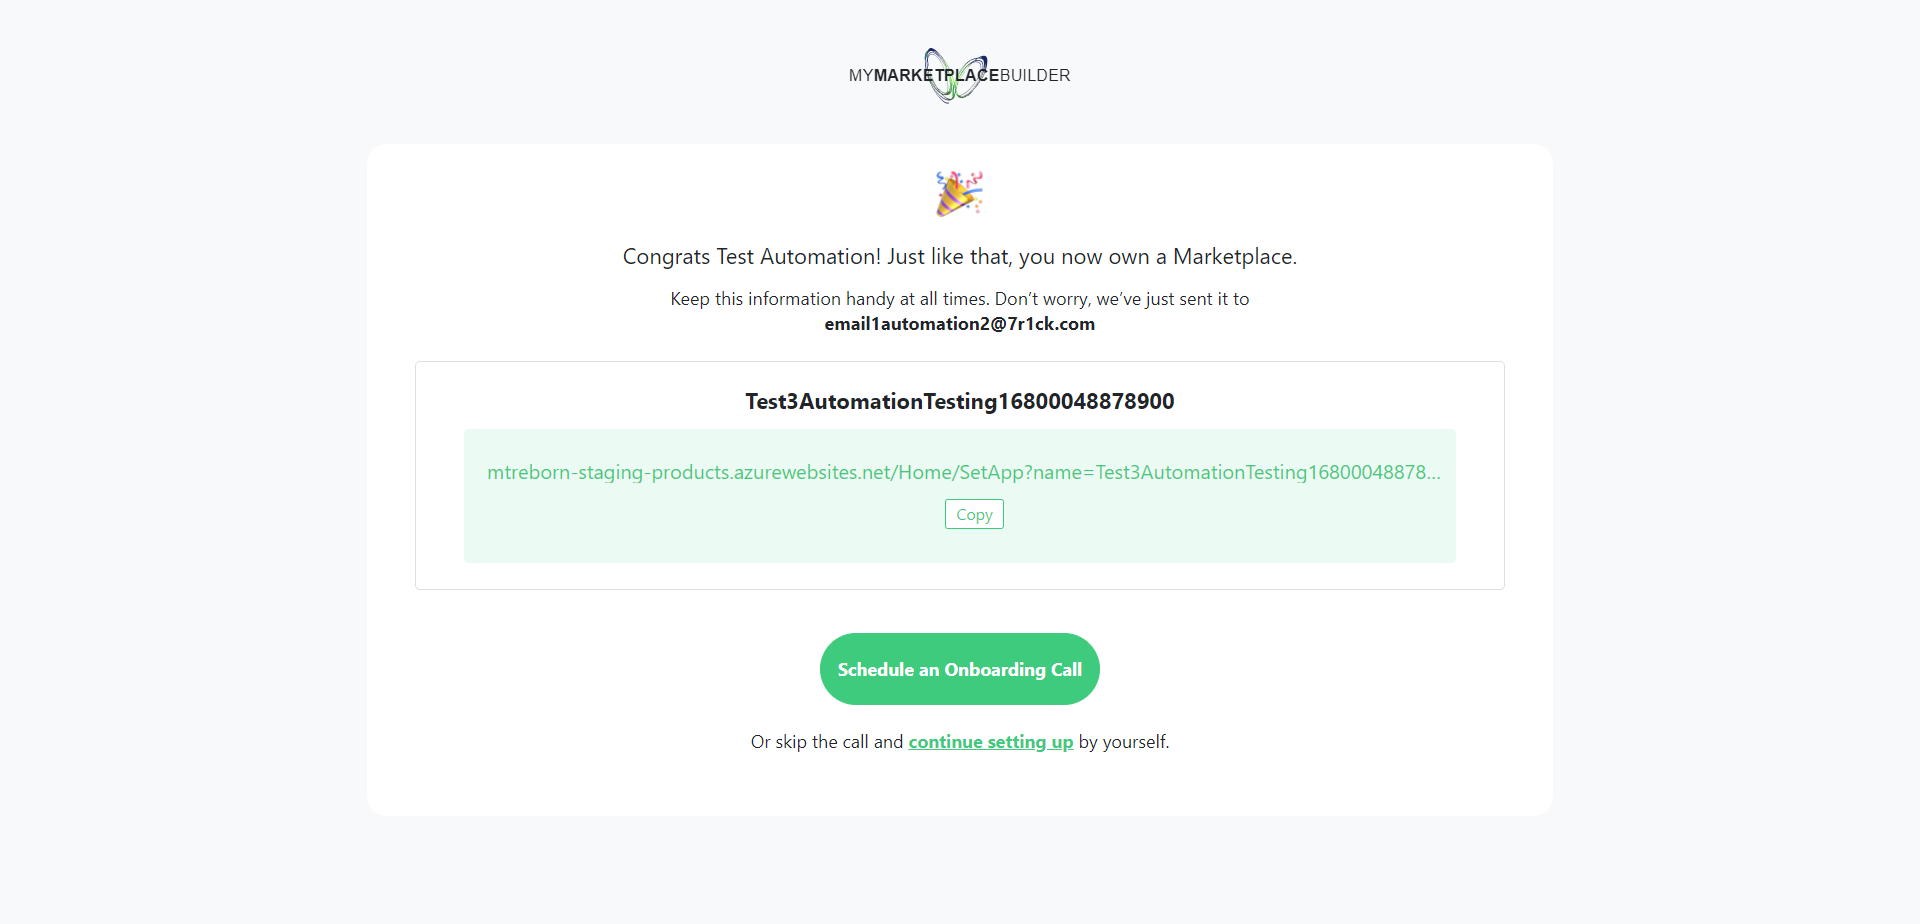 MYMARKETPLACEBUILDER
Congrats Test Automation! Just like that, you now own a Marketplace.
Keep this information handy at all times. Don’t worry, we’ve just sent it to
email1automation2@7r1ck.com
Test3AutomationTesting16800048878900
mtreborn-staging-products.azurewebsites.net/Home/SetApp?name=Test3AutomationTesting16800048878...
Copy
Schedule an Onboarding Call
Or skip the call and continue setting up by yourself.